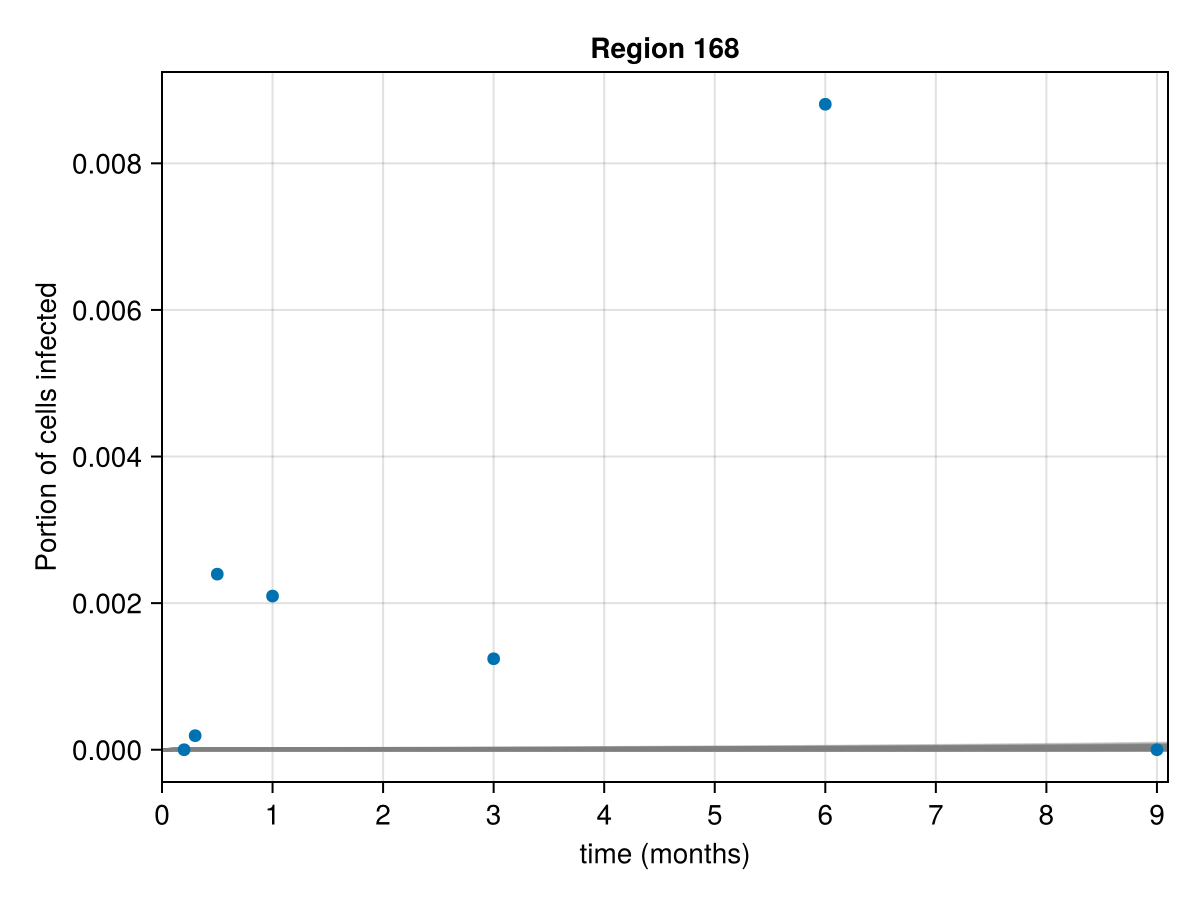 Region 168
Portion of cells infected
0.008
0.006
0.004
0.002
0.000
0 1 2 3 4 5 6 7 8 9
time (months)